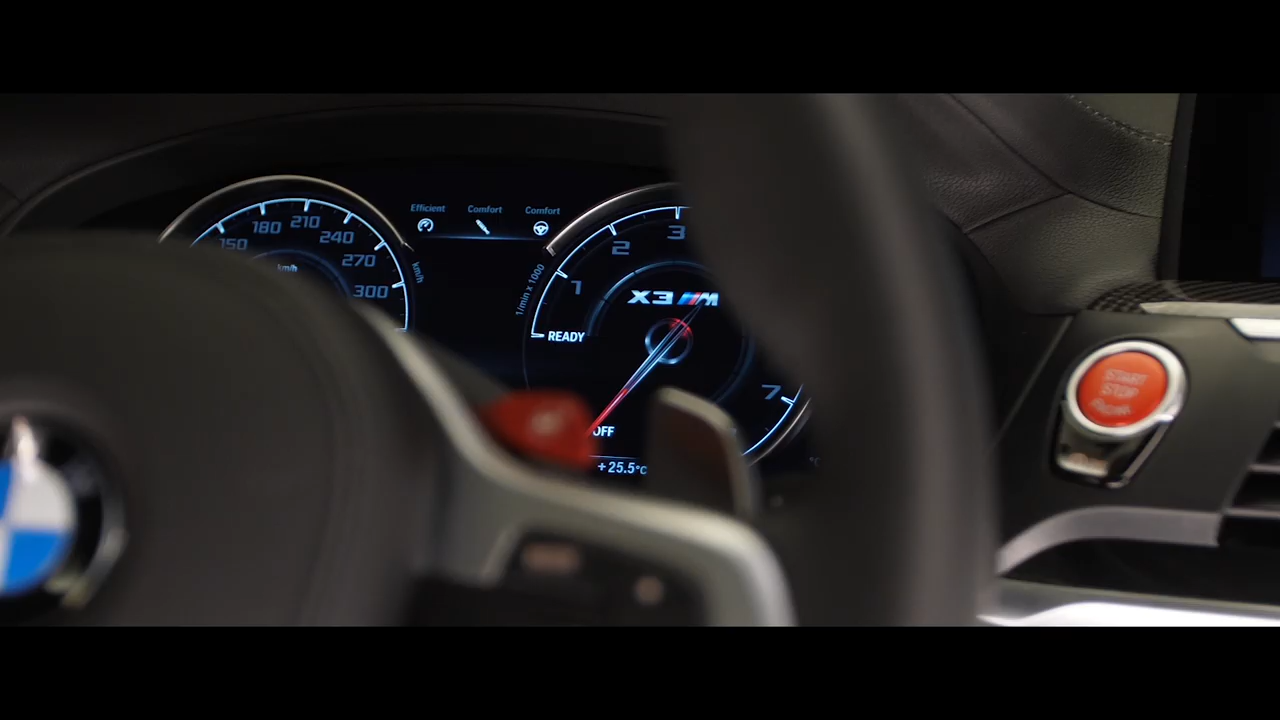 Efficient Comfort Comfort
150 180 210 240 270 300
km/h
km/h
1/min x 1000
1 2 3
7
X3 M
READY
OFF
+25.5°C
START
STOP